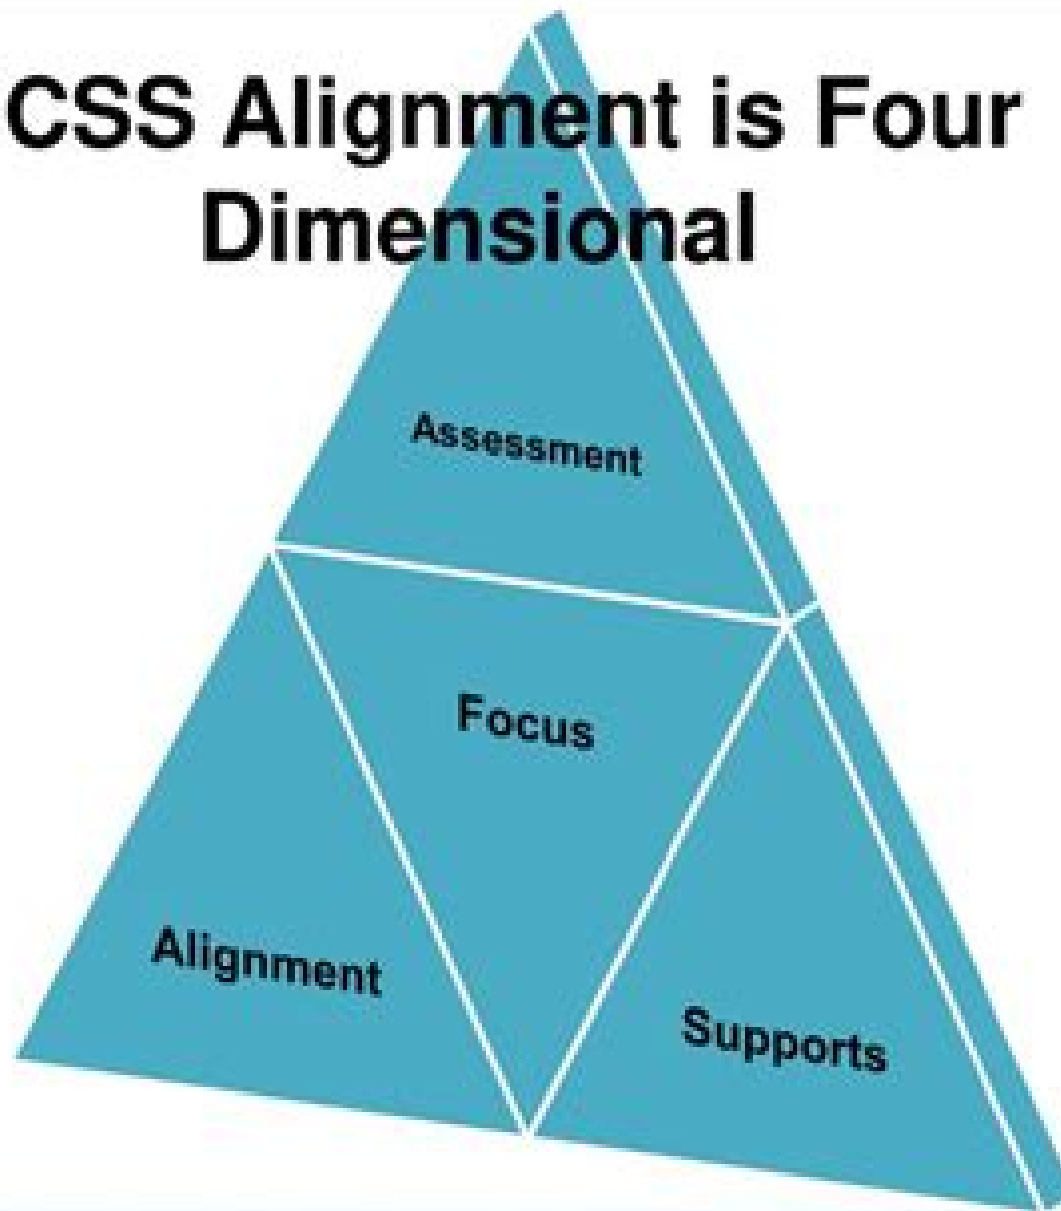 CSS Alignment is Four
Dimensional
Assessment
Focus
Alignment
Supports